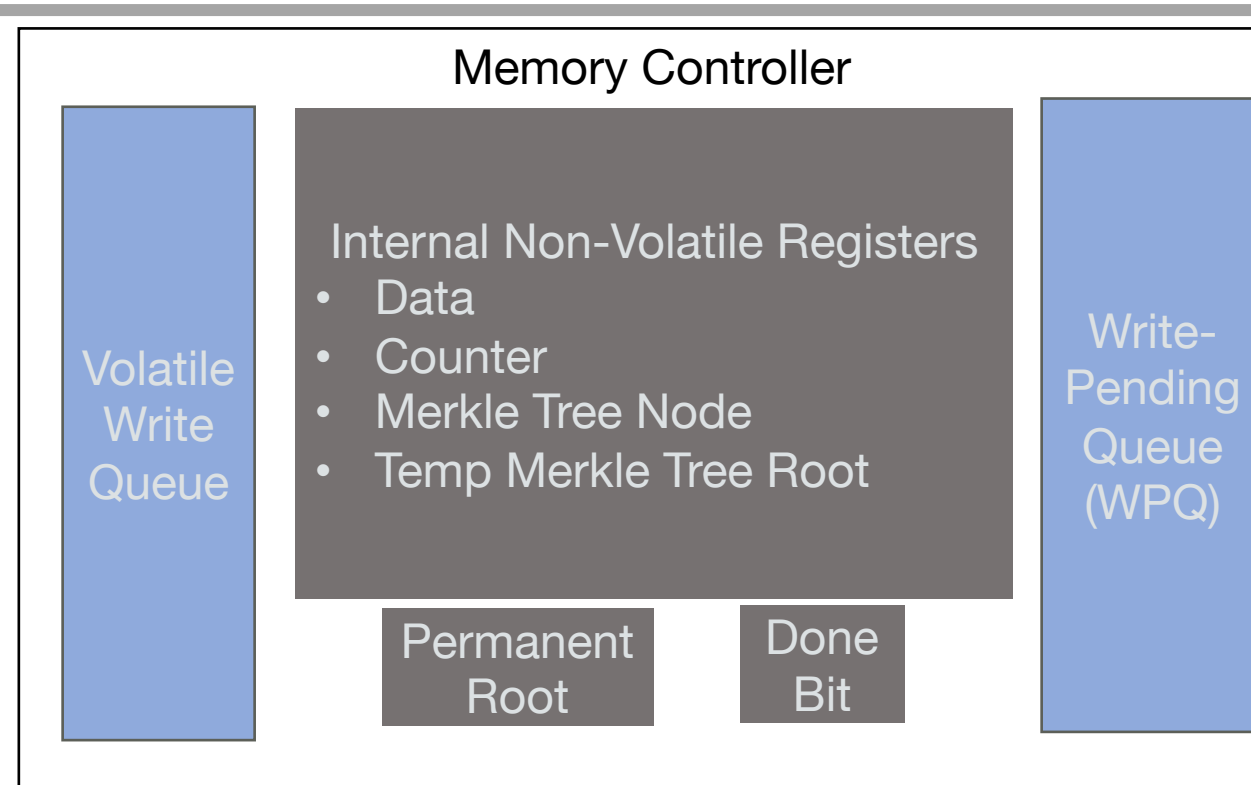 Memory Controller
Volatile
Write
Queue
Internal Non-Volatile Registers
• Data
• Counter
• Merkle Tree Node
• Temp Merkle Tree Root
Permanent
Root
Done
Bit
Write-
Pending
Queue
(WPQ)